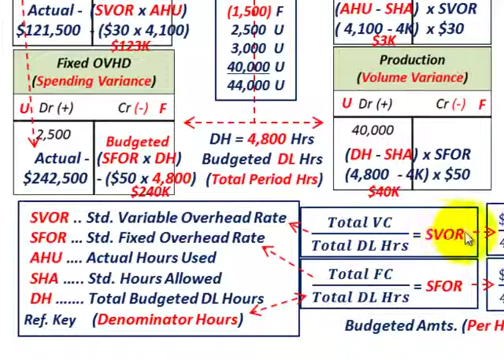 Actual - (SVOR x AHU)
$121,500 - ($30 x 4,100)
$123K
(1,500) F
2,500 U
3,000 U
40,000 U
44,000 U
(AHU - SHA) x SVOR
( 4,100 - 4K) x $30
$3K
Fixed OVHD
(Spending Variance)
U Dr (+) Cr (-) F
2,500
Budgeted
Actual - (SFOR x DH)
$242,500 - ($50 x 4,800)
$240K
DH = 4,800 Hrs
Budgeted DL Hrs
(Total Period Hrs)
Production
(Volume Variance)
U Dr (+) Cr (-) F
40,000
(DH - SHA) x SFOR
(4,800 - 4K) x $50
$40K
SVOR .. Std. Variable Overhead Rate
SFOR ... Std. Fixed Overhead Rate
AHU .... Actual Hours Used
SHA ..... Std. Hours Allowed
DH ....... Total Budgeted DL Hours
Ref. Key (Denominator Hours)
Total VC
Total DL Hrs
= SVOR
Total FC
Total DL Hrs
= SFOR
Budgeted Amts. (Per H